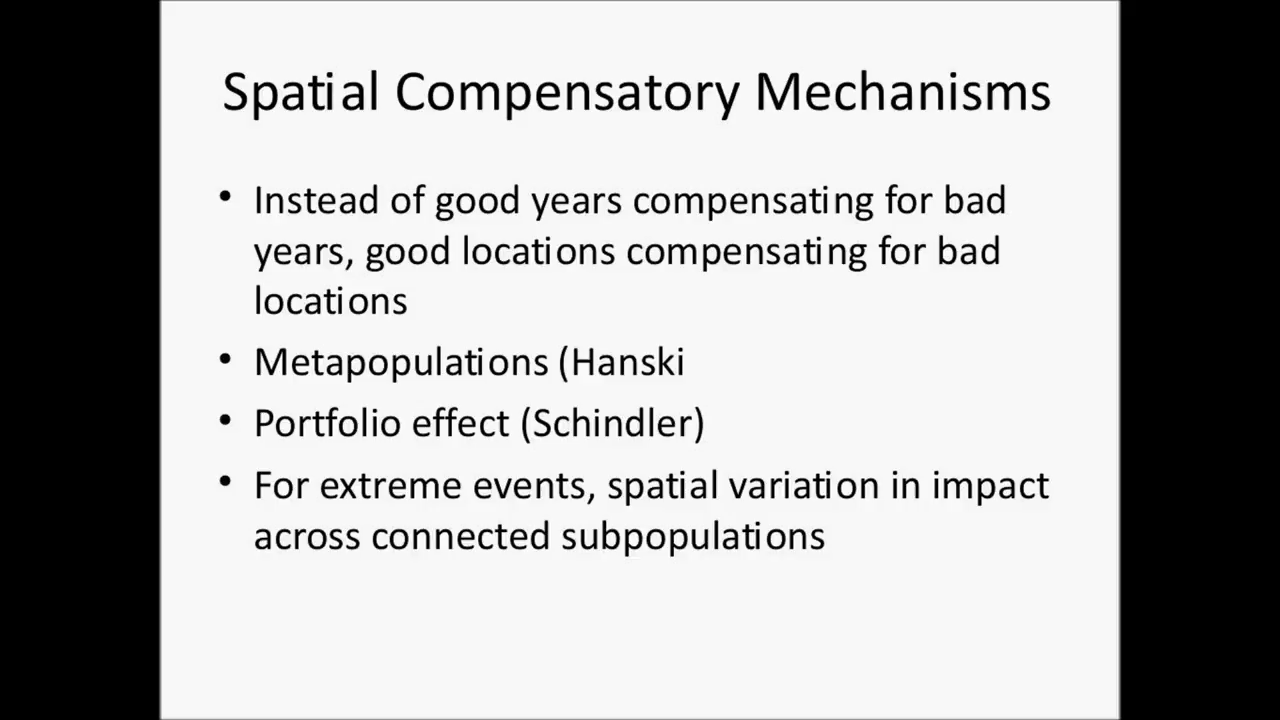 Spatial Compensatory Mechanisms
• Instead of good years compensating for bad
years, good locations compensating for bad
locations
• Metapopulations (Hanski
• Portfolio effect (Schindler)
• For extreme events, spatial variation in impact
across connected subpopulations